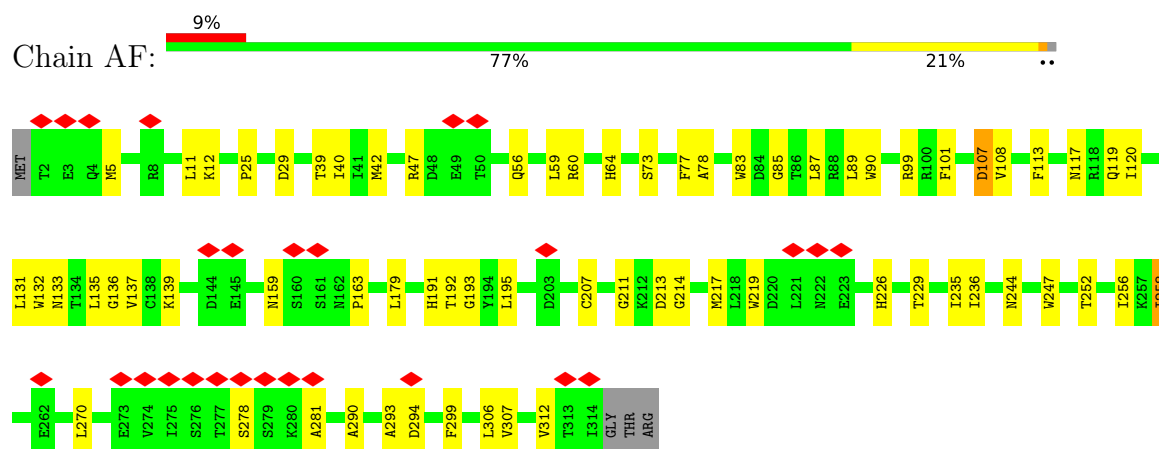 9%
Chain AF:
77%
21%
••
MET T2 E3 Q4 M5 R8 L11 K12 P25 D29 T39 I40 I41 M42 R47 D48 E49 T50 Q56 L59 R60 H64 S73 F77 A78 W83 D84 G85 T86 L87 R88 L89 W90 R99 R100 F101 D107 V108 F113 N117 R118 Q119 I120
L131 W132 N133 T134 L135 G136 V137 C138 K139 D144 E145 N159 S160 S161 N162 P163 L179 H191 T192 G193 Y194 L195 D203 C207 G211 K212 D213 G214 M217 L218 W219 D220 L221 N222 E223 H226 T229 I235 I236 N244 W247 T252 I256 K257
E262 L270 E273 V274 I275 S276 T277 S278 S279 K280 A281 A290 A293 D294 F299 L306 V307 V312 T313 I314 GLY THR ARG